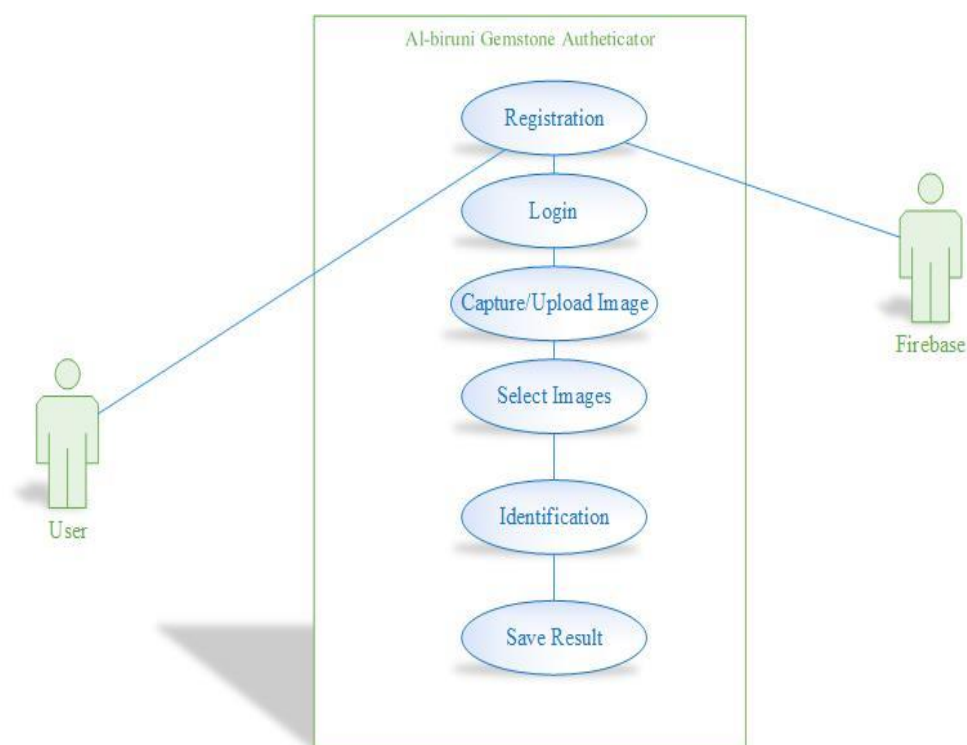 Al-biruni Gemstone Autheticator
Registration
Login
Capture/Upload Image
Select Images
Identification
Save Result
User
Firebase